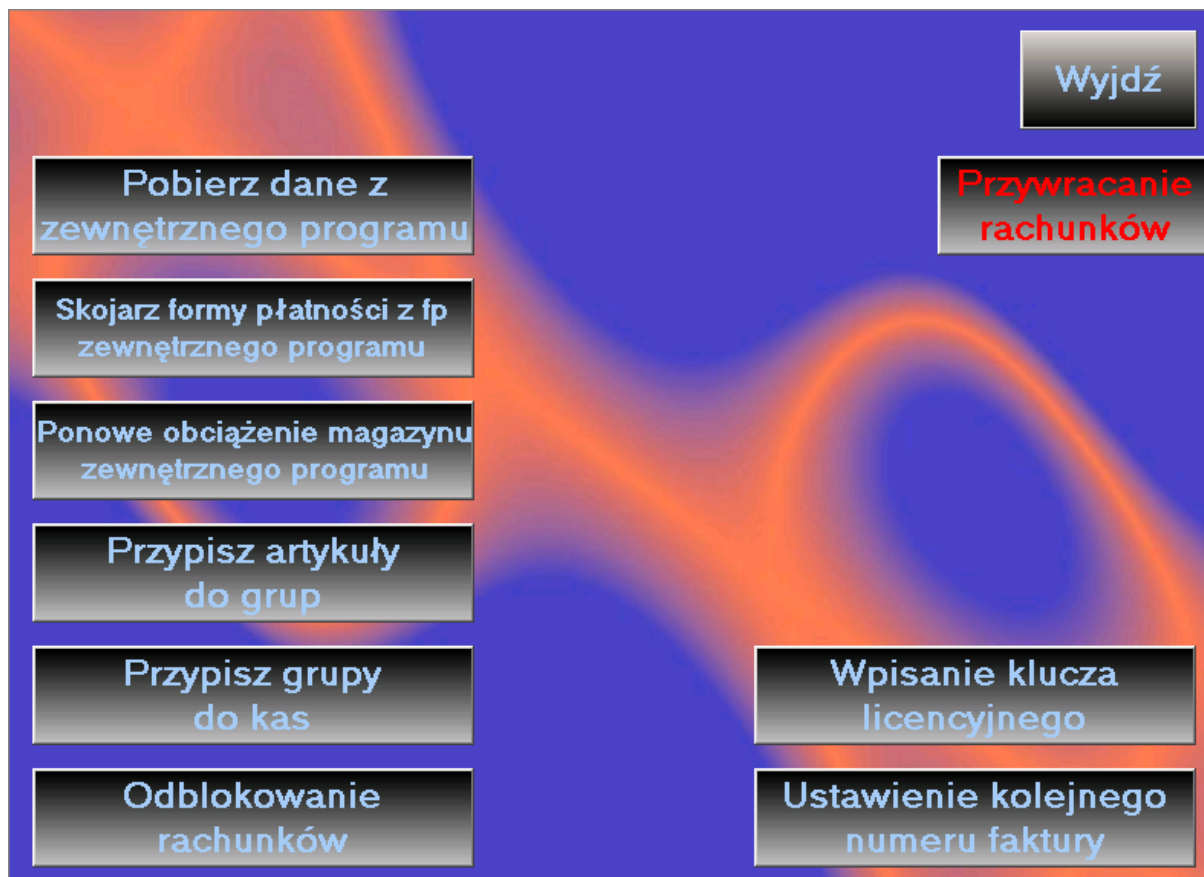 Wyjdź
Pobierz dane z
zewnętrznego programu
Przywracanie
rachunków
Skojarz formy płatności z fp
zewnętrznego programu
Ponowe obciążenie magazynu
zewnętrznego programu
Przypisz artykuły
do grup
Przypisz grupy
do kas
Wpisanie klucza
licencyjnego
Odblokowanie
rachunków
Ustawienie kolejnego
numeru faktury